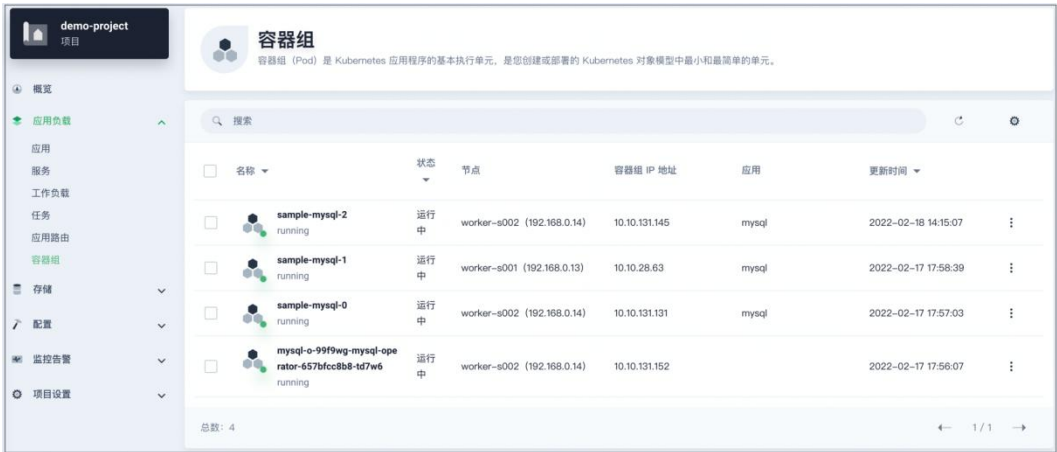 demo-project
项目
概览
应用负载
应用
服务
工作负载
任务
应用路由
容器组
存储
配置
监控告警
项目设置
容器组
容器组（Pod）是 Kubernetes 应用程序的基本执行单元，是您创建或部署的 Kubernetes 对象模型中最小和最简单的单元。
搜索
名称 状态 节点 容器组 IP 地址 应用 更新时间
sample-mysql-2
running
运行中 worker-s002（192.168.0.14） 10.10.131.145 mysql 2022-02-18 14:15:07
sample-mysql-1
running
运行中 worker-s001（192.168.0.13） 10.10.28.63 mysql 2022-02-17 17:58:39
sample-mysql-0
running
运行中 worker-s002（192.168.0.14） 10.10.131.131 mysql 2022-02-17 17:57:03
mysql-o-99f9wg-mysql-ope
rator-657bfcc8b8-td7w6
running
运行中 worker-s002（192.168.0.14） 10.10.131.152 2022-02-17 17:56:07
总数：4 1 / 1